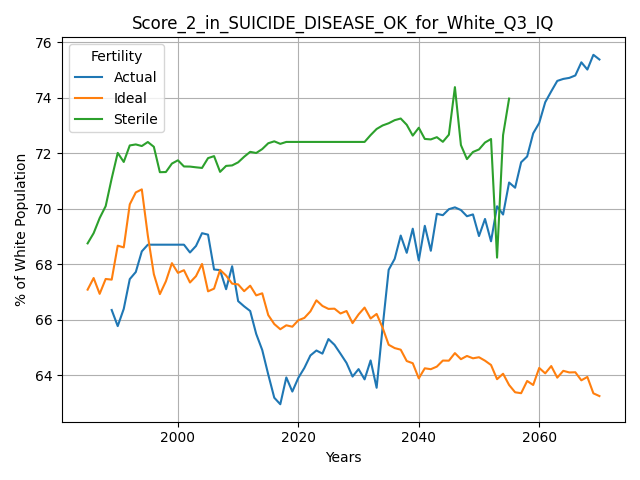 Score_2_in_SUICIDE_DISEASE_OK_for_White_Q3_IQ
Fertility
Actual
Ideal
Sterile
% of White Population
76
74
72
70
68
66
64
2000
2020
2040
2060
Years